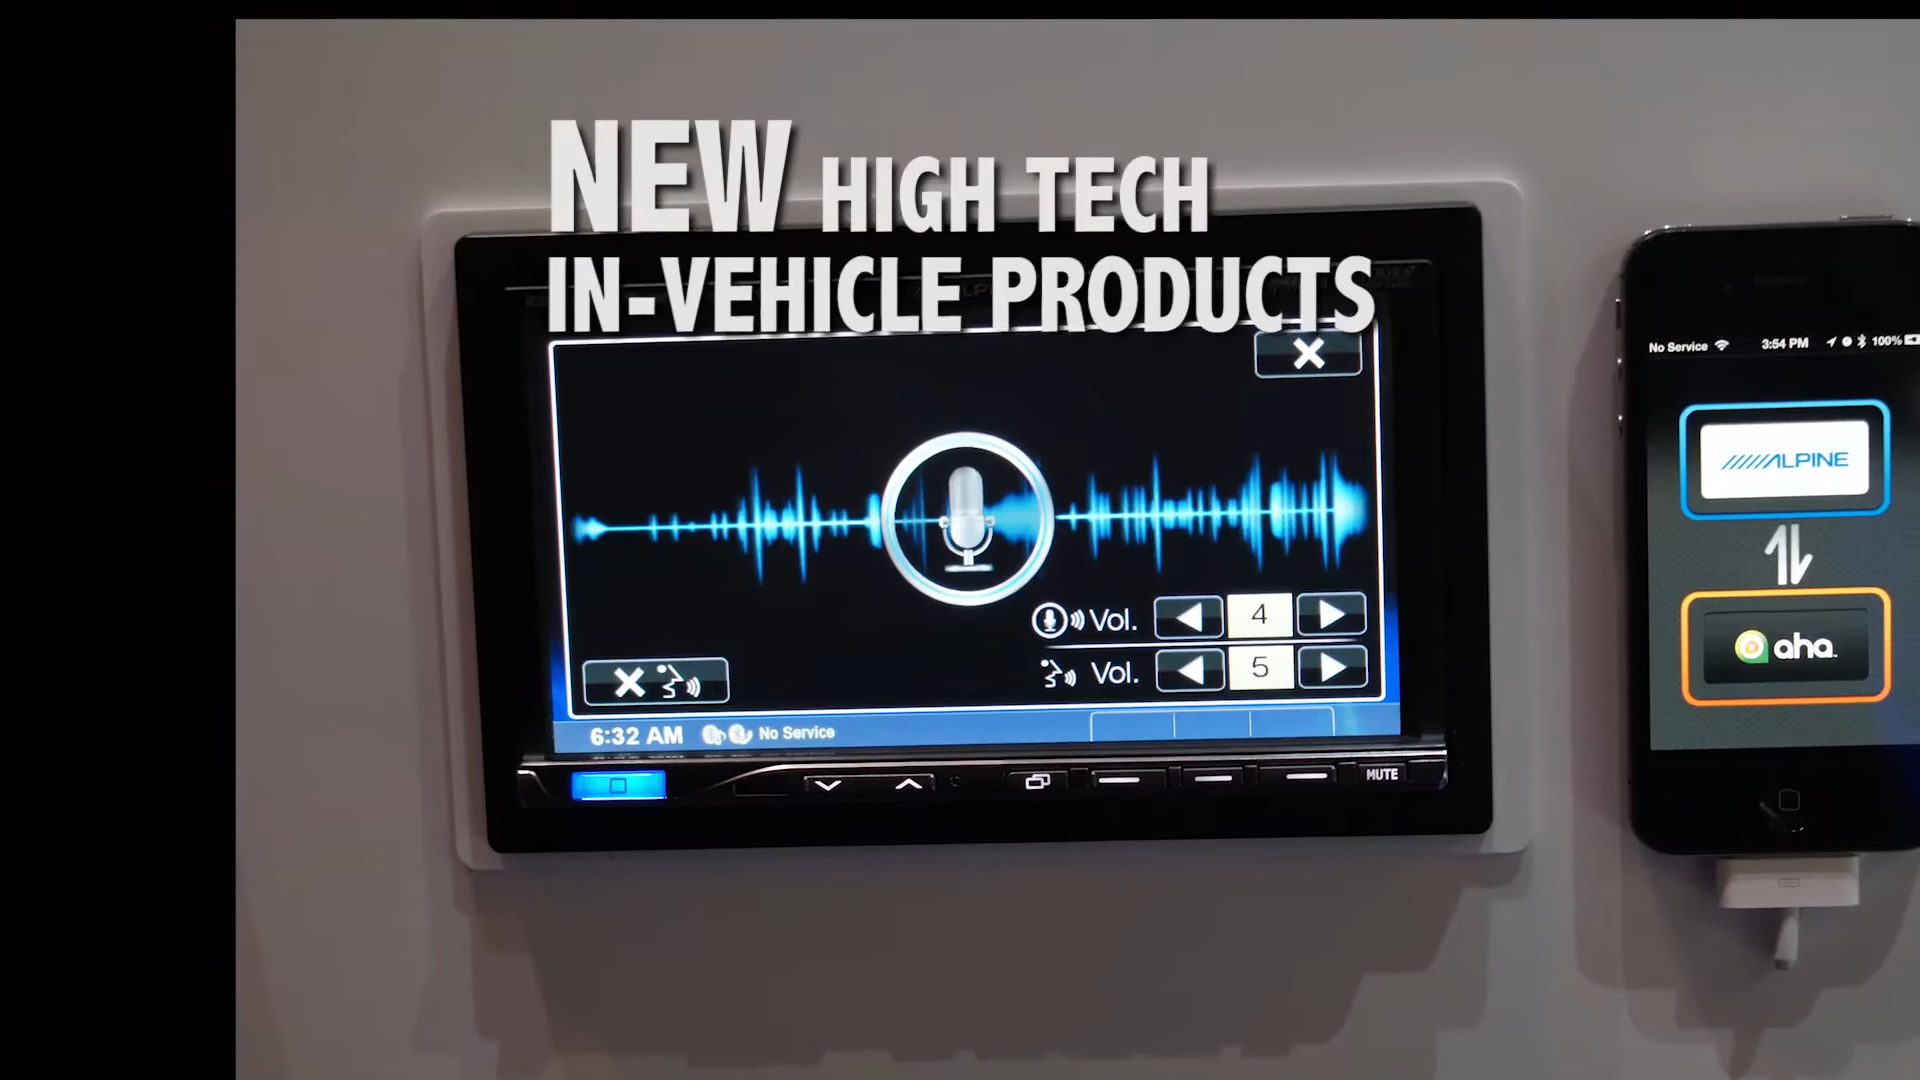 NEW HIGH TECH
IN-VEHICLE PRODUCTS
Vol. 4
Vol. 5
6:32 AM No Service
MUTE
No Service 3:54 PM 100%
ALPINE
aha